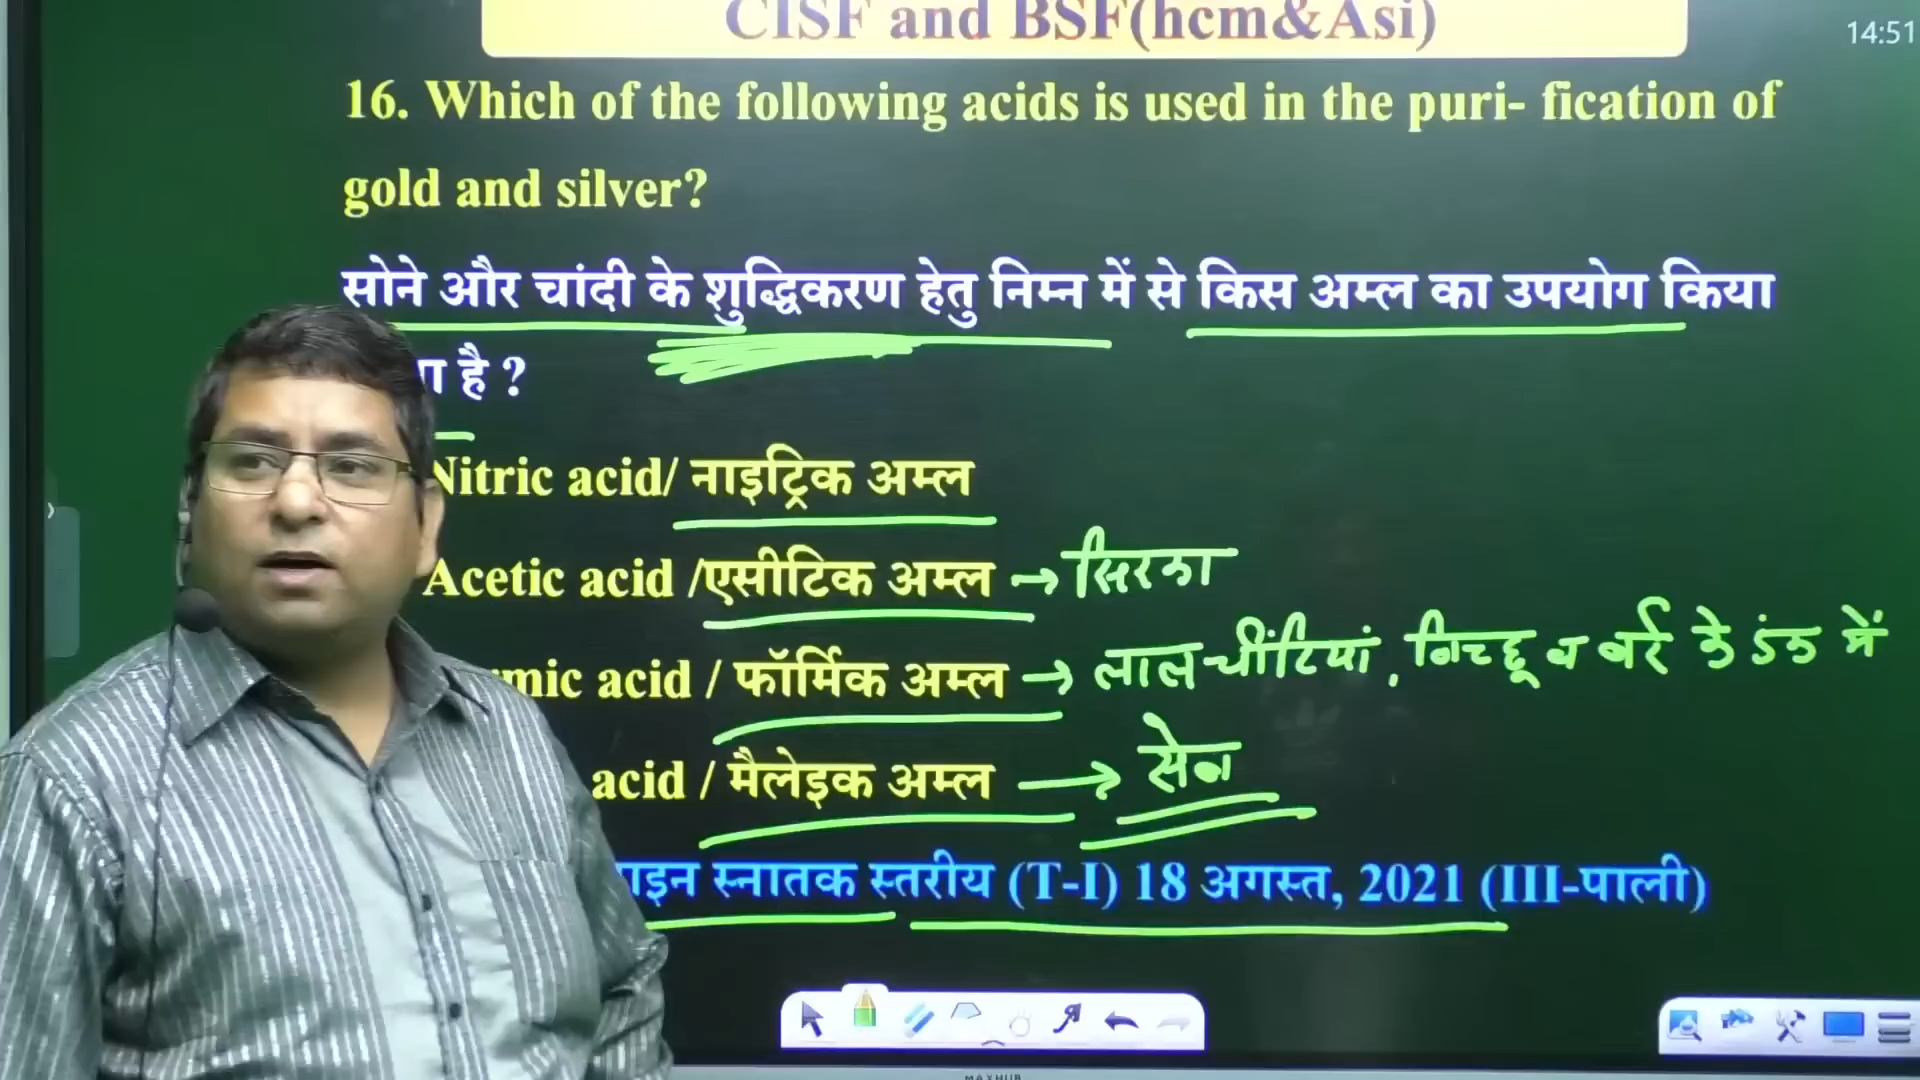 CISF and BSF(hcm&Asi)
14:51
16. Which of the following acids is used in the puri- fication of
gold and silver?
सोने और चांदी के शुद्धिकरण हेतु निम्न में से किस अम्ल का उपयोग किया
है ?
Nitric acid/ नाइट्रिक अम्ल
Acetic acid /एसीटिक अम्ल → सिरका
acid / फॉर्मिक अम्ल → लाल चींटियां, बिच्छू व बर्र के डंक में
acid / मैलेइक अम्ल → सेब
स्नातक स्तरीय (T-I) 18 अगस्त, 2021 (III-पाली)
MAXHUB